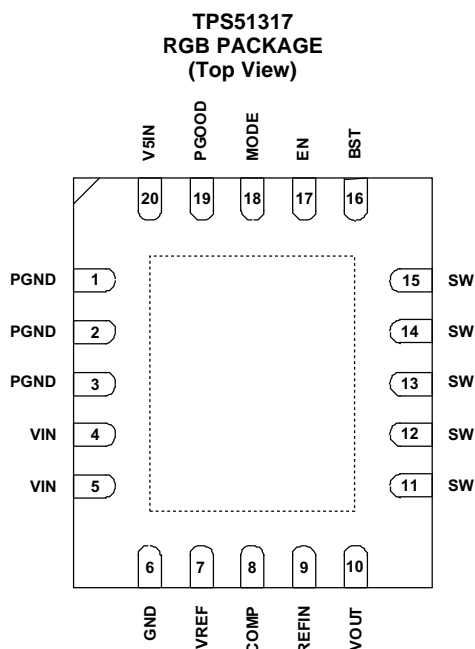 TPS51317
RGB PACKAGE
(Top View)
V5IN PGOOD MODE EN BST
20 19 18 17 16
PGND 1 15 SW
PGND 2 14 SW
PGND 3 13 SW
VIN 4 12 SW
VIN 5 11 SW
6 7 8 9 10
GND VREF COMP REFIN VOUT